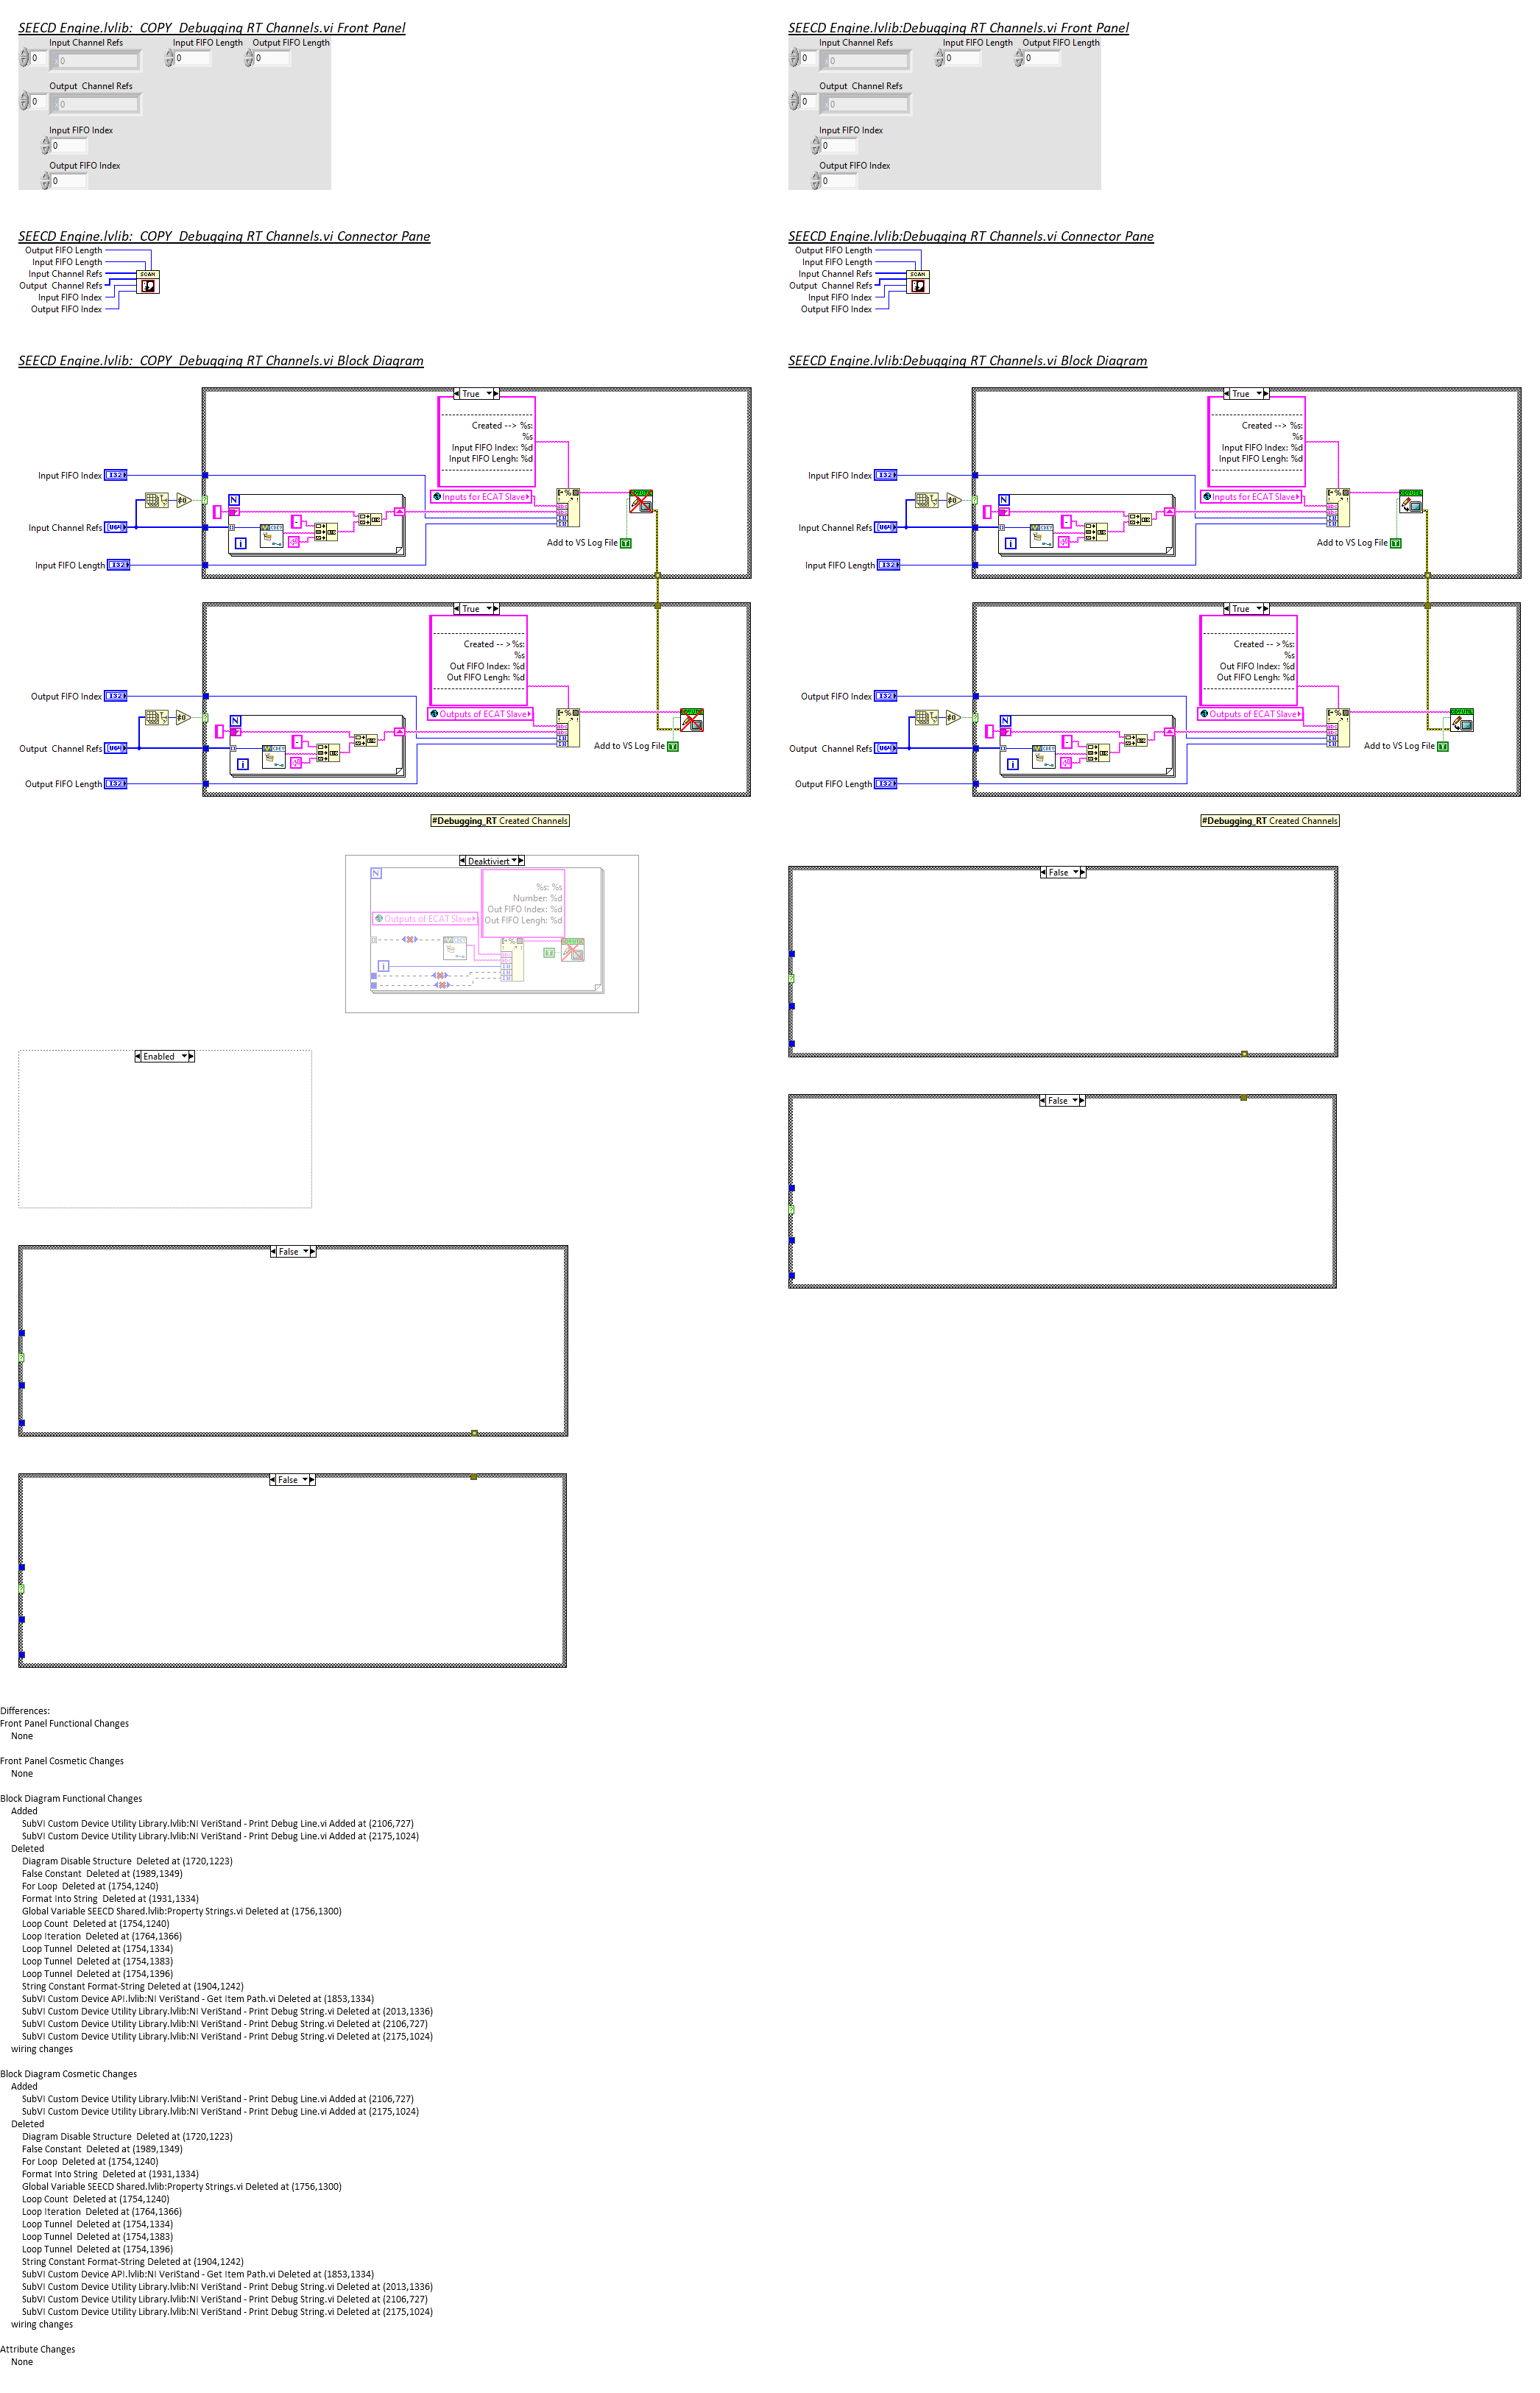 SEECD Engine.lvlib:  COPY  Debugging RT Channels.vi Front Panel
Input Channel Refs
Input FIFO Length
Output FIFO Length
0
0
0
0
Output  Channel Refs
0
0
Input FIFO Index
0
Output FIFO Index
0
SEECD Engine.lvlib:Debugging RT Channels.vi Front Panel
Input Channel Refs
Input FIFO Length
Output FIFO Length
0
0
0
0
Output  Channel Refs
0
0
Input FIFO Index
0
Output FIFO Index
0
SEECD Engine.lvlib:  COPY  Debugging RT Channels.vi Connector Pane
Output FIFO Length
Input FIFO Length
Input Channel Refs
Output  Channel Refs
Input FIFO Index
Output FIFO Index
SCAN
SEECD Engine.lvlib:Debugging RT Channels.vi Connector Pane
Output FIFO Length
Input FIFO Length
Input Channel Refs
Output  Channel Refs
Input FIFO Index
Output FIFO Index
SCAN
SEECD Engine.lvlib:  COPY  Debugging RT Channels.vi Block Diagram
True
Created --> %s:
%s
Input FIFO Index: %d
Input FIFO Lengh: %d
Input FIFO Index
I32
N
Inputs for ECAT Slave
Input Channel Refs
U64
i
Add to VS Log File
T
Input FIFO Length
I32
True
Created -- >%s:
%s
Out FIFO Index: %d
Out FIFO Lengh: %d
Output FIFO Index
I32
N
Outputs of ECAT Slave
Output  Channel Refs
U64
i
Add to VS Log File
T
Output FIFO Length
I32
#Debugging_RT Created Channels
SEECD Engine.lvlib:Debugging RT Channels.vi Block Diagram
True
Created --> %s:
%s
Input FIFO Index: %d
Input FIFO Lengh: %d
Input FIFO Index
I32
N
Inputs for ECAT Slave
Input Channel Refs
U64
i
Add to VS Log File
T
Input FIFO Length
I32
True
Created -- >%s:
%s
Out FIFO Index: %d
Out FIFO Lengh: %d
Output FIFO Index
I32
N
Outputs of ECAT Slave
Output  Channel Refs
U64
i
Add to VS Log File
T
Output FIFO Length
I32
#Debugging_RT Created Channels
Deaktiviert
N
%s: %s
Number: %d
Out FIFO Index: %d
Out FIFO Lengh: %d
Outputs of ECAT Slave
i
False
Enabled
False
False
False
Differences:
Front Panel Functional Changes
None
Front Panel Cosmetic Changes
None
Block Diagram Functional Changes
Added
SubVI Custom Device Utility Library.lvlib:NI VeriStand - Print Debug Line.vi Added at (2106,727)
SubVI Custom Device Utility Library.lvlib:NI VeriStand - Print Debug Line.vi Added at (2175,1024)
Deleted
Diagram Disable Structure  Deleted at (1720,1223)
False Constant  Deleted at (1989,1349)
For Loop  Deleted at (1754,1240)
Format Into String  Deleted at (1931,1334)
Global Variable SEECD Shared.lvlib:Property Strings.vi Deleted at (1756,1300)
Loop Count  Deleted at (1754,1240)
Loop Iteration  Deleted at (1764,1366)
Loop Tunnel  Deleted at (1754,1334)
Loop Tunnel  Deleted at (1754,1383)
Loop Tunnel  Deleted at (1754,1396)
String Constant Format-String Deleted at (1904,1242)
SubVI Custom Device API.lvlib:NI VeriStand - Get Item Path.vi Deleted at (1853,1334)
SubVI Custom Device Utility Library.lvlib:NI VeriStand - Print Debug String.vi Deleted at (2013,1336)
SubVI Custom Device Utility Library.lvlib:NI VeriStand - Print Debug String.vi Deleted at (2106,727)
SubVI Custom Device Utility Library.lvlib:NI VeriStand - Print Debug String.vi Deleted at (2175,1024)
wiring changes
Block Diagram Cosmetic Changes
Added
SubVI Custom Device Utility Library.lvlib:NI VeriStand - Print Debug Line.vi Added at (2106,727)
SubVI Custom Device Utility Library.lvlib:NI VeriStand - Print Debug Line.vi Added at (2175,1024)
Deleted
Diagram Disable Structure  Deleted at (1720,1223)
False Constant  Deleted at (1989,1349)
For Loop  Deleted at (1754,1240)
Format Into String  Deleted at (1931,1334)
Global Variable SEECD Shared.lvlib:Property Strings.vi Deleted at (1756,1300)
Loop Count  Deleted at (1754,1240)
Loop Iteration  Deleted at (1764,1366)
Loop Tunnel  Deleted at (1754,1334)
Loop Tunnel  Deleted at (1754,1383)
Loop Tunnel  Deleted at (1754,1396)
String Constant Format-String Deleted at (1904,1242)
SubVI Custom Device API.lvlib:NI VeriStand - Get Item Path.vi Deleted at (1853,1334)
SubVI Custom Device Utility Library.lvlib:NI VeriStand - Print Debug String.vi Deleted at (2013,1336)
SubVI Custom Device Utility Library.lvlib:NI VeriStand - Print Debug String.vi Deleted at (2106,727)
SubVI Custom Device Utility Library.lvlib:NI VeriStand - Print Debug String.vi Deleted at (2175,1024)
wiring changes
Attribute Changes
None